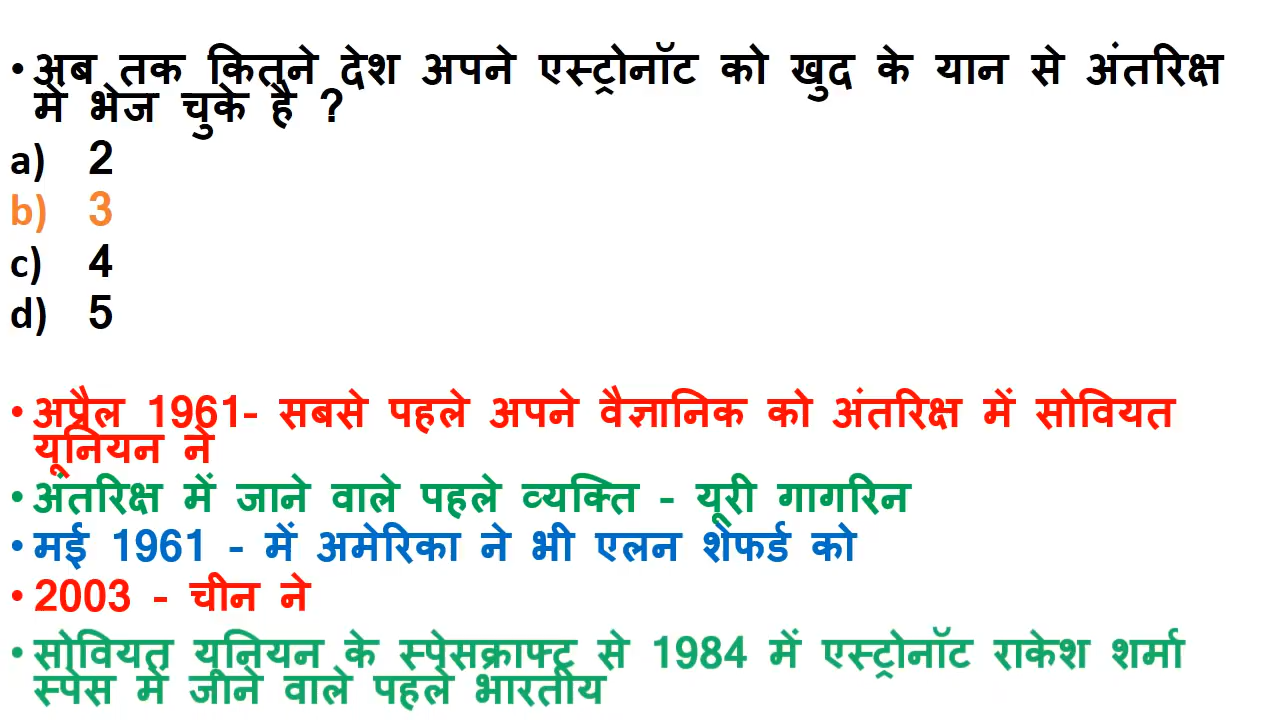 • अब तक कितने देश अपने एस्ट्रोनॉट को खुद के यान से अंतरिक्ष
में भेज चुके है ?
a) 2
b) 3
c) 4
d) 5
• अप्रैल 1961- सबसे पहले अपने वैज्ञानिक को अंतरिक्ष में सोवियत
यूनियन ने
• अंतरिक्ष में जाने वाले पहले व्यक्ति - यूरी गागरिन
• मई 1961 - में अमेरिका ने भी एलन शेफर्ड को
• 2003 - चीन ने
• सोवियत यूनियन के स्पेसक्राफ्ट से 1984 में एस्ट्रोनॉट राकेश शर्मा
स्पेस में जाने वाले पहले भारतीय